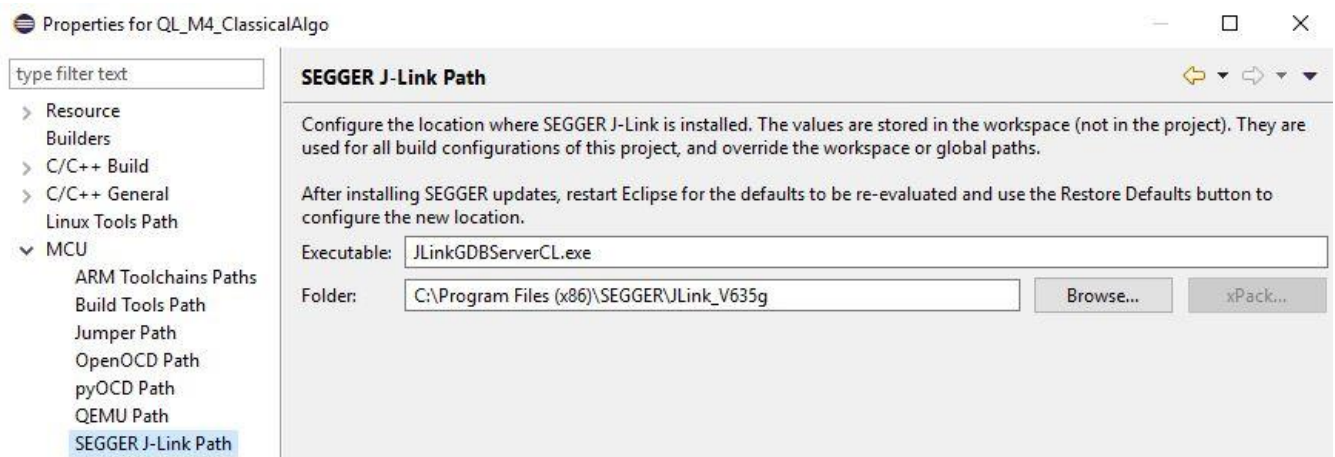 Properties for QL_M4_ClassicalAlgo
type filter text
Resource
Builders
C/C++ Build
C/C++ General
Linux Tools Path
MCU
ARM Toolchains Paths
Build Tools Path
Jumper Path
OpenOCD Path
pyOCD Path
QEMU Path
SEGGER J-Link Path
SEGGER J-Link Path
Configure the location where SEGGER J-Link is installed. The values are stored in the workspace (not in the project). They are
used for all build configurations of this project, and override the workspace or global paths.
After installing SEGGER updates, restart Eclipse for the defaults to be re-evaluated and use the Restore Defaults button to
configure the new location.
Executable: JLinkGDBServerCL.exe
Folder: C:\Program Files (x86)\SEGGER\JLink_V635g Browse... xPack...